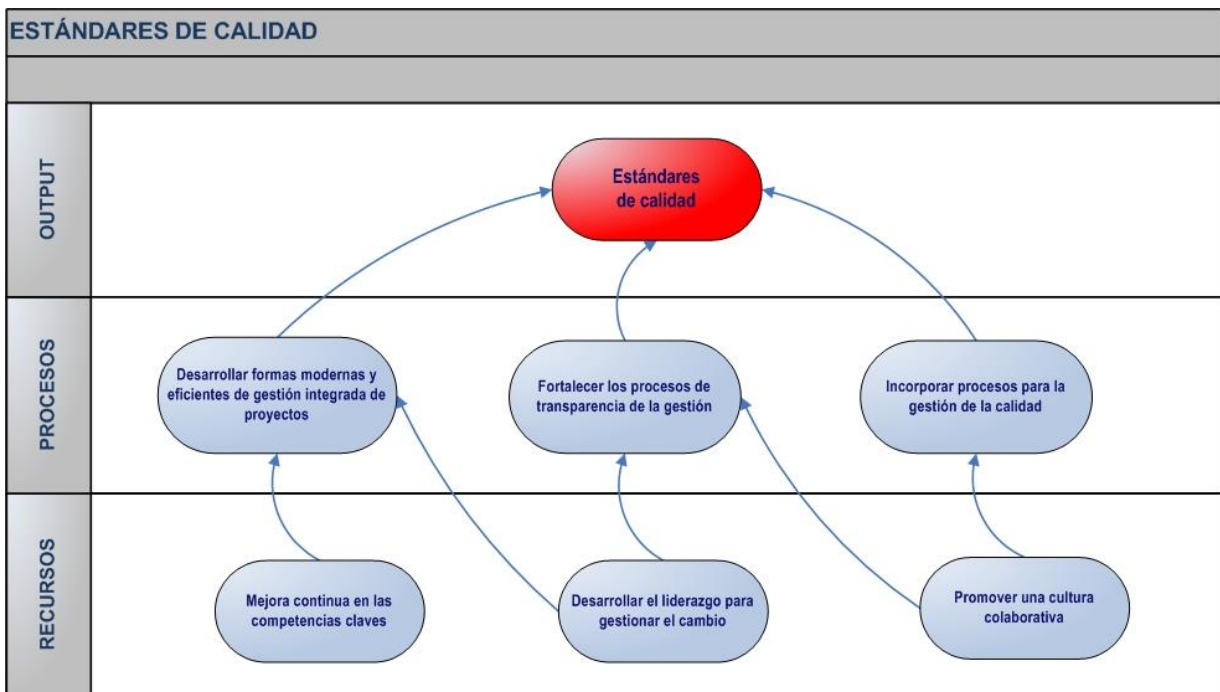 ESTÁNDARES DE CALIDAD
OUTPUT
Estándares
de calidad
PROCESOS
Desarrollar formas modernas y
eficientes de gestión integrada de
proyectos
Fortalecer los procesos de
transparencia de la gestión
Incorporar procesos para la
gestión de la calidad
RECURSOS
Mejora continua en las
competencias claves
Desarrollar el liderazgo para
gestionar el cambio
Promover una cultura
colaborativa